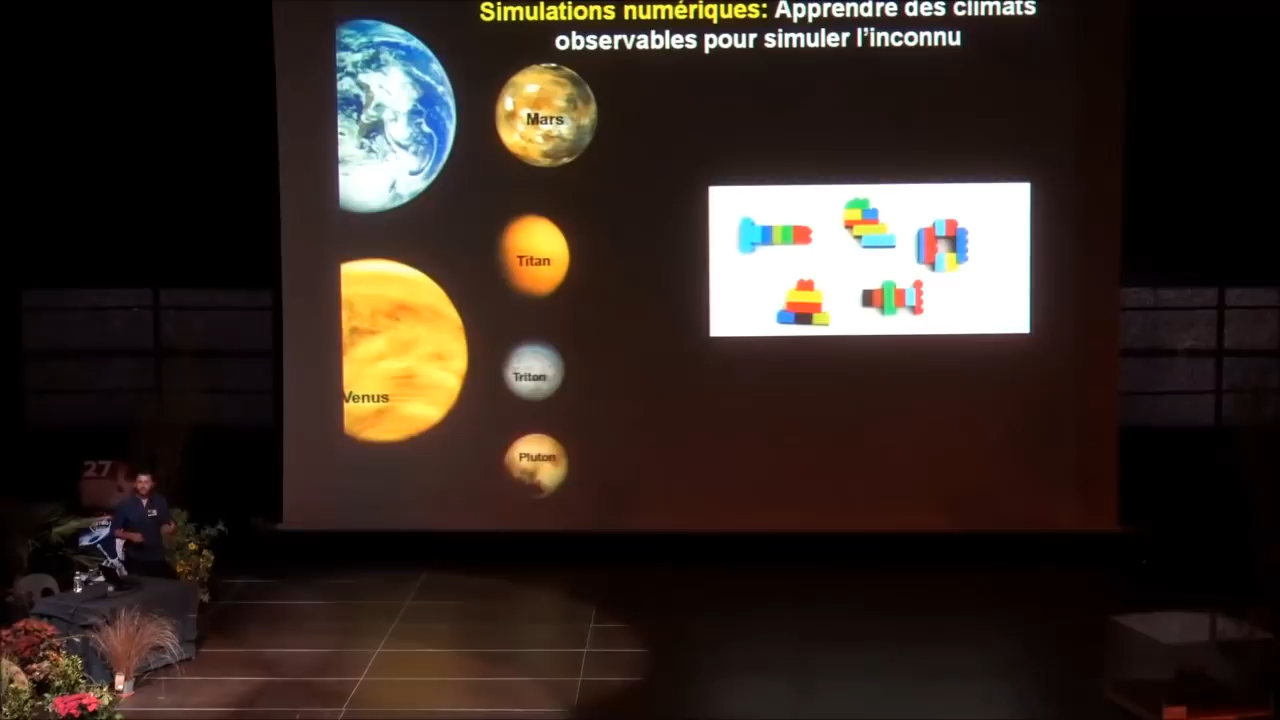 Simulations numériques: Apprendre des climats
observables pour simuler l'inconnu
Mars
Titan
Triton
Venus
Pluton
27